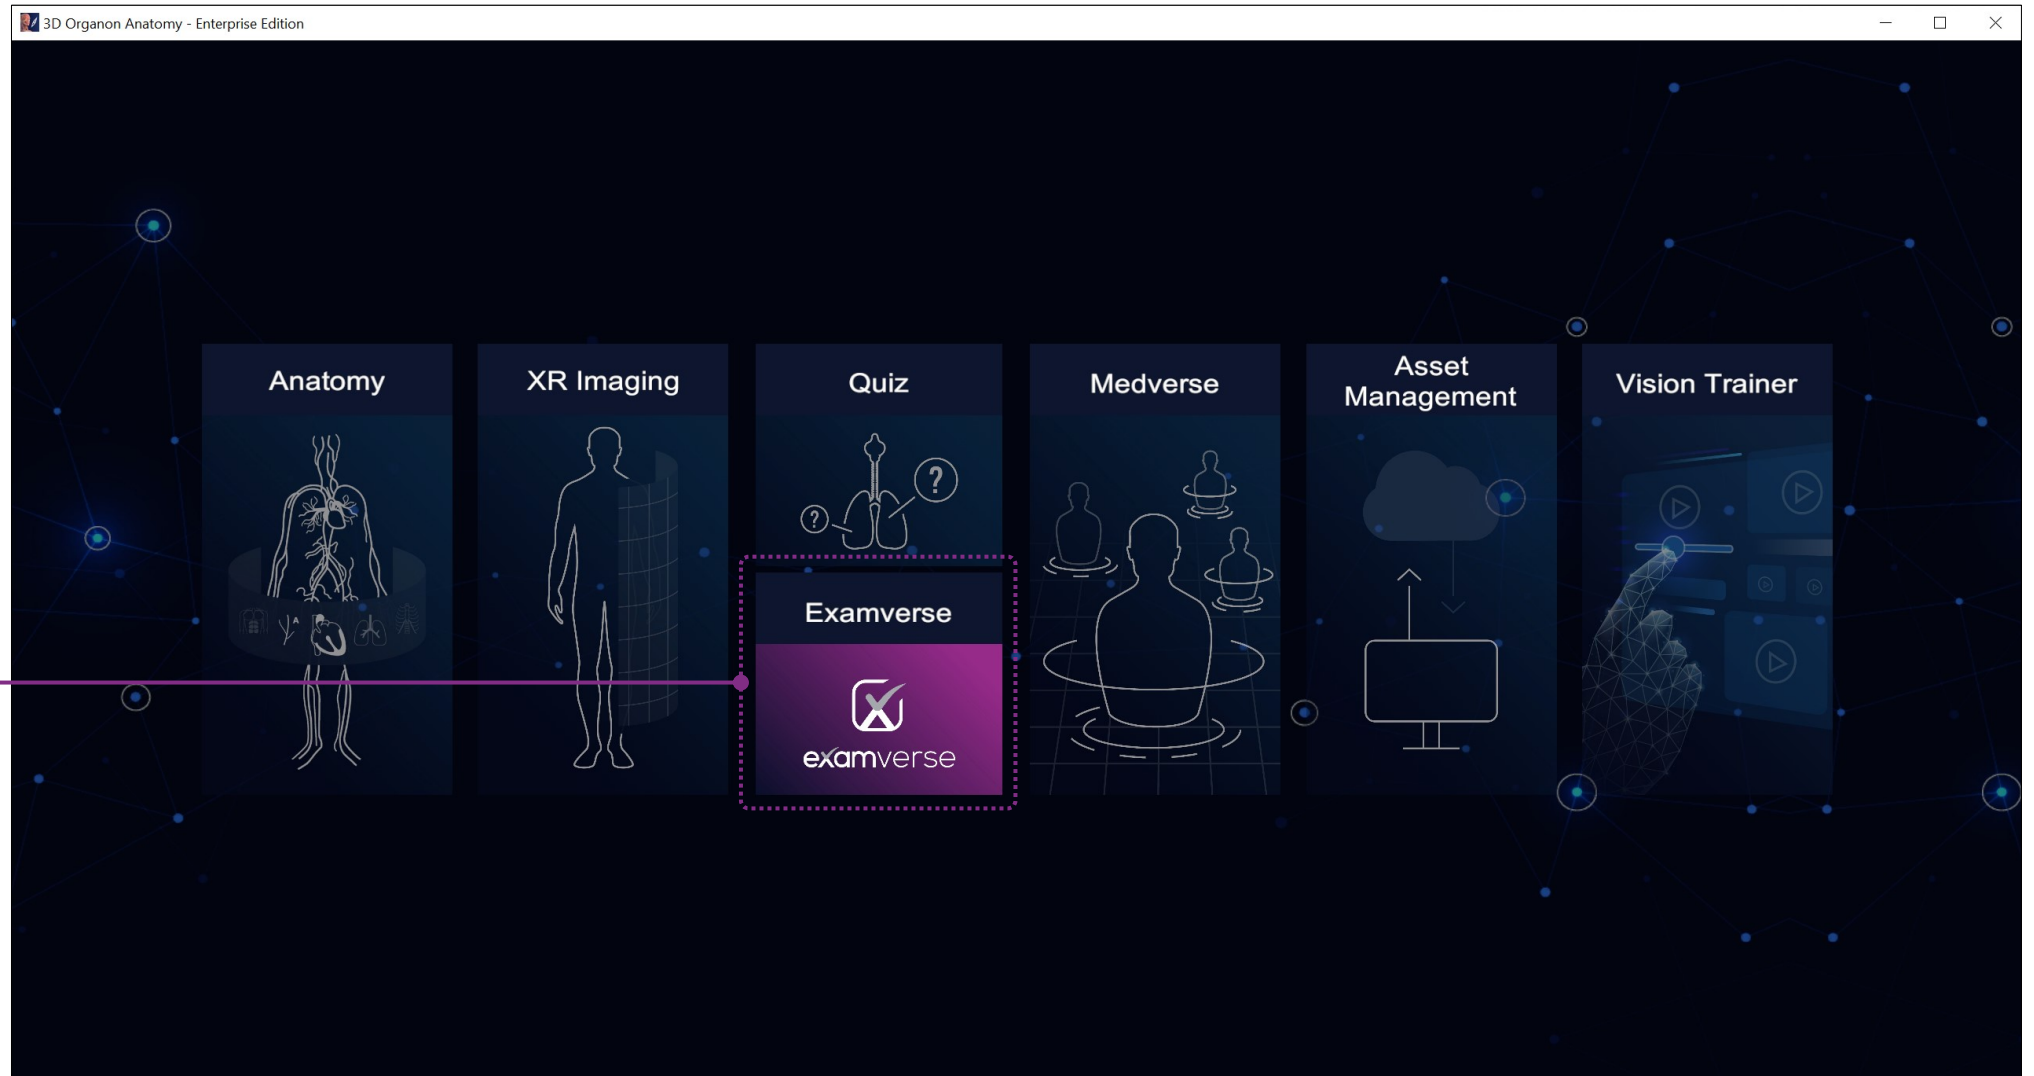 3D Organon Anatomy - Enterprise Edition
Anatomy
XR Imaging
Quiz
?
?
Examverse
examverse
Medverse
Asset
Management
Vision Trainer